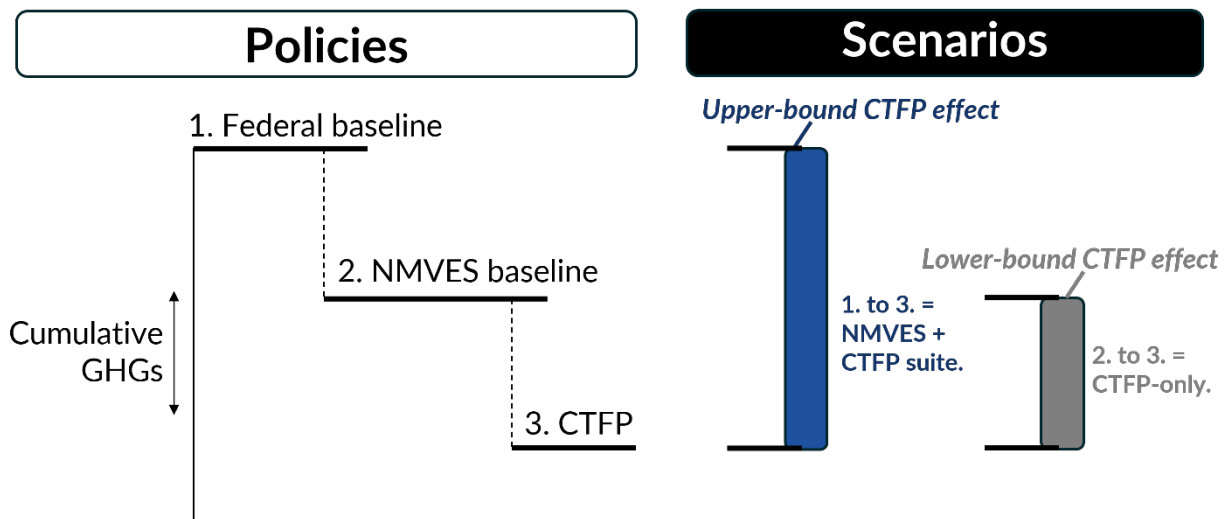 Policies
1. Federal baseline
2. NMVES baseline
Cumulative
GHGs
3. CTFP
Scenarios
Upper-bound CTFP effect
1. to 3. =
NMVES +
CTFP suite.
Lower-bound CTFP effect
2. to 3. =
CTFP-only.